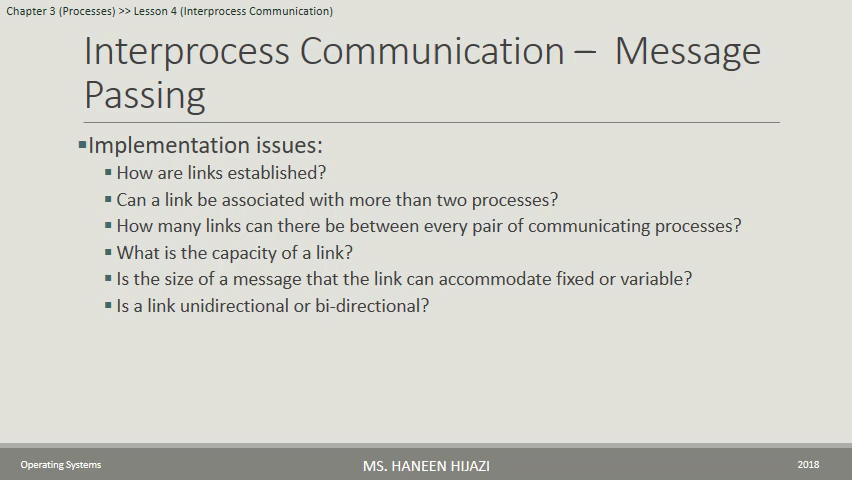 Chapter 3 (Processes) >> Lesson 4 (Interprocess Communication)
Interprocess Communication – Message
Passing
▪Implementation issues:
▪ How are links established?
▪ Can a link be associated with more than two processes?
▪ How many links can there be between every pair of communicating processes?
▪ What is the capacity of a link?
▪ Is the size of a message that the link can accommodate fixed or variable?
▪ Is a link unidirectional or bi-directional?
Operating Systems
MS. HANEEN HIJAZI
2018